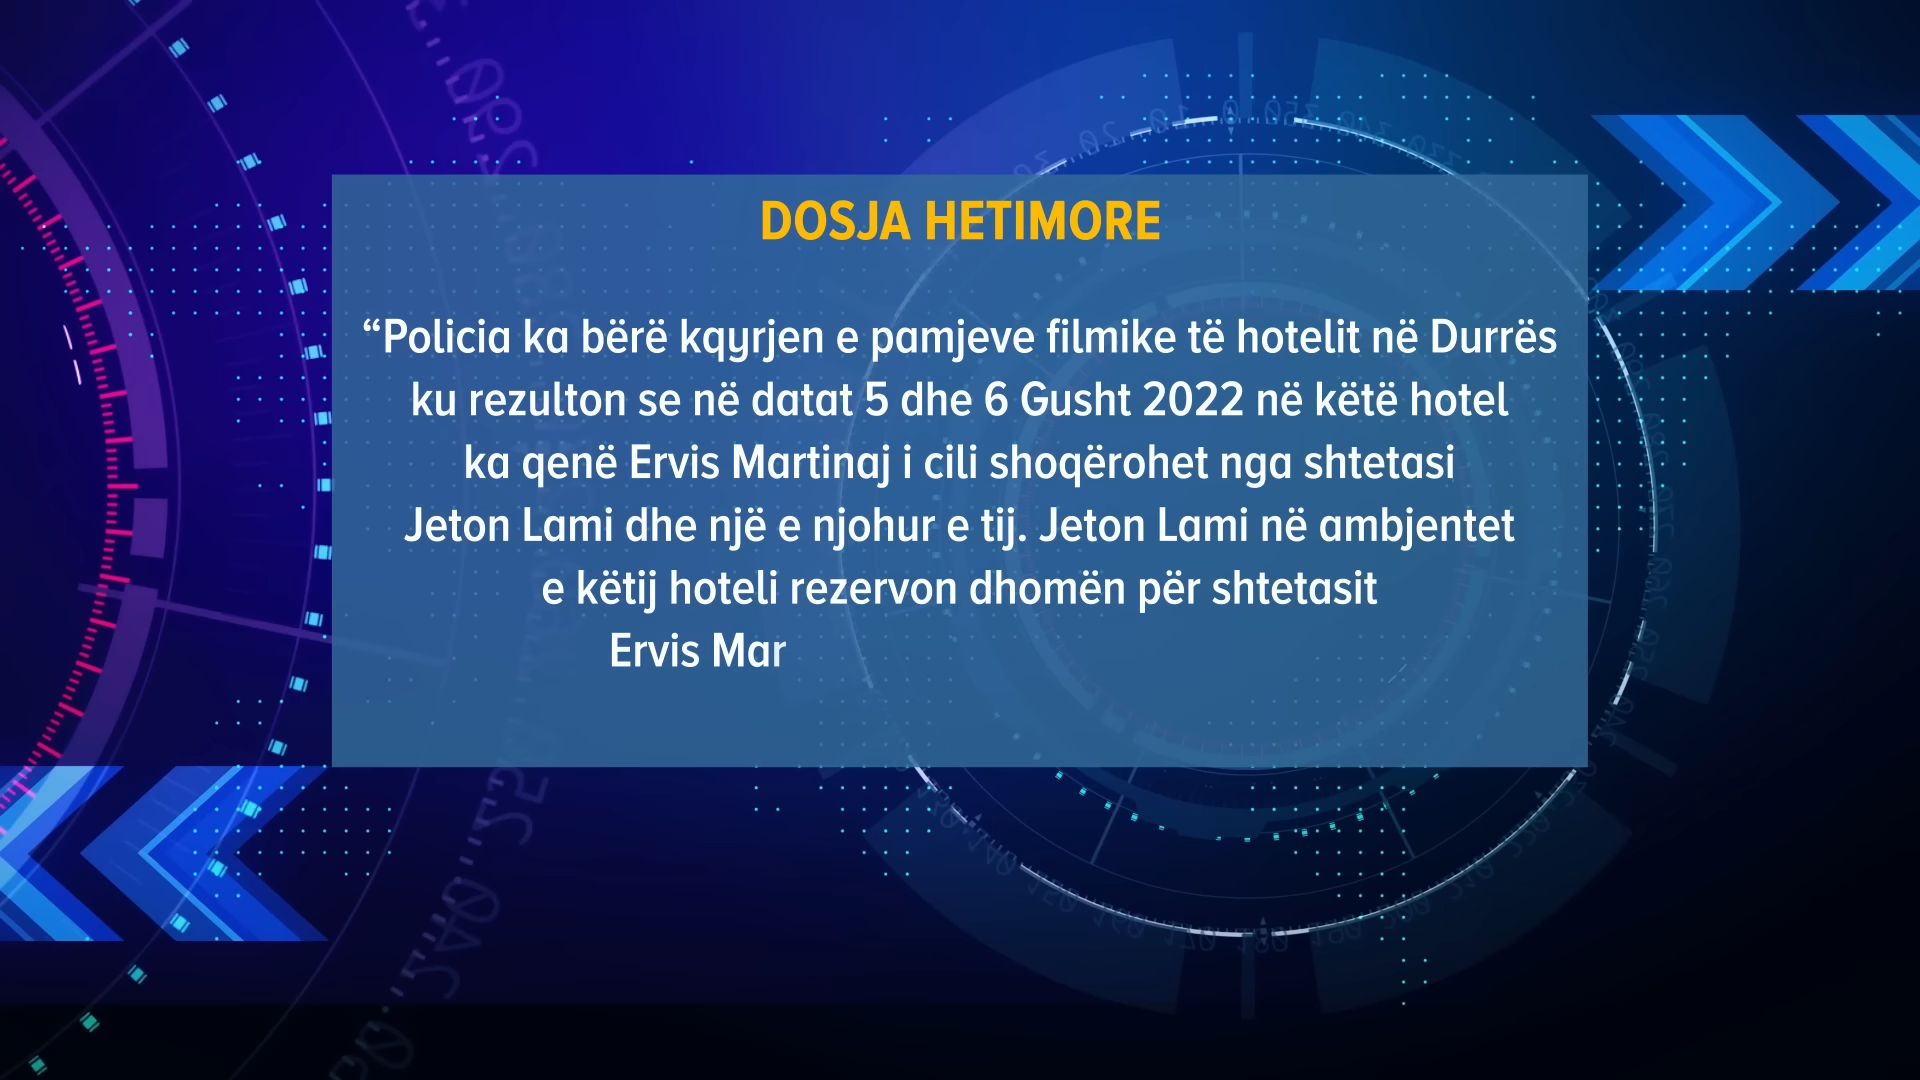 DOSJA HETIMORE
“Policia ka bërë kqyrjen e pamjeve filmike të hotelit në Durrës
ku rezulton se në datat 5 dhe 6 Gusht 2022 në këtë hotel
ka qenë Ervis Martinaj i cili shoqërohet nga shtetasi
Jeton Lami dhe një e njohur e tij. Jeton Lami në ambjentet
e këtij hoteli rezervon dhomën për shtetasit
Ervis Mar